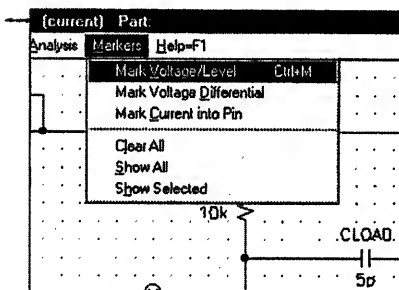 (current) Part:
Analysis Markers Help=F1
Mark Voltage/Level Ctrl+M
Mark Voltage Differential
Mark Current into Pin
Clear All
Show All
Show Selected
10k
CLOAD
5p